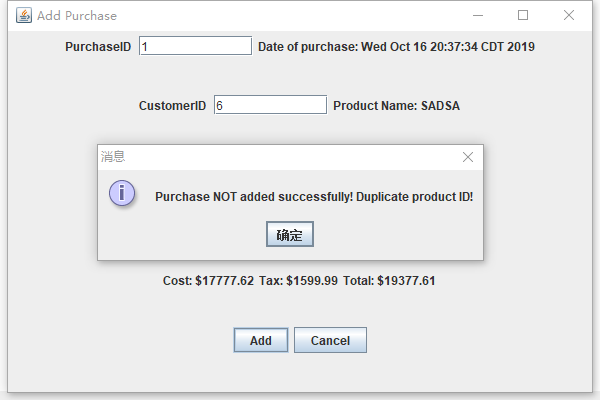 Add Purchase
PurchaseID 1 Date of purchase: Wed Oct 16 20:37:34 CDT 2019
CustomerID 6 Product Name: SADSA
消息
Purchase NOT added successfully! Duplicate product ID!
确定
Cost: $17777.62 Tax: $1599.99 Total: $19377.61
Add Cancel